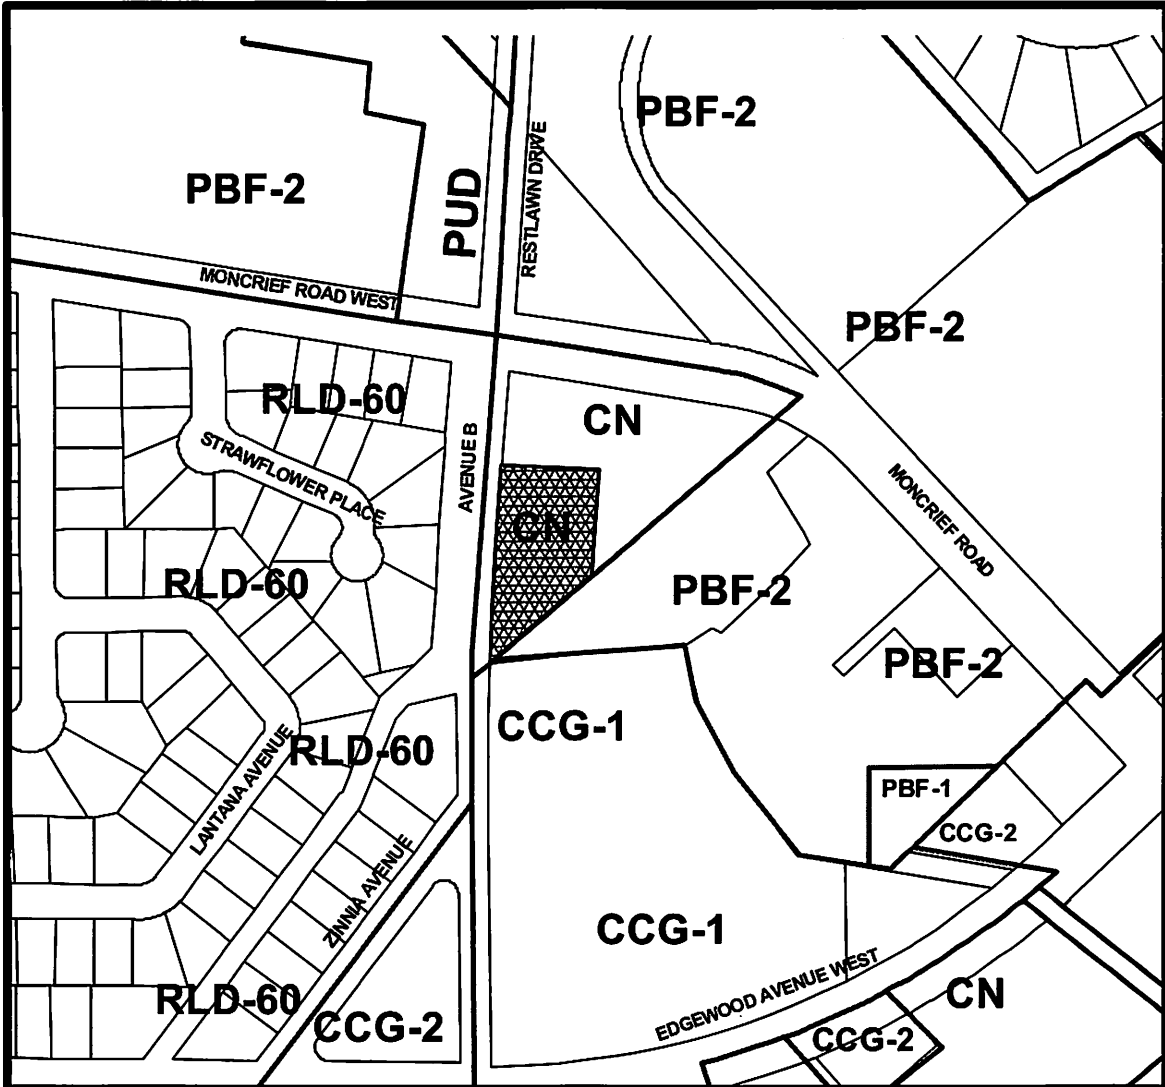 PBF-2
PBF-2
PUD
RESTLAWN DRIVE
MONCRIEF ROAD WEST
PBF-2
RLD-60
CN
STRAWFLOWER PLACE
AVENUE B
MONCRIEF ROAD
CN
RLD-60
PBF-2
PBF-2
CCG-1
RLD-60
LANTANA AVENUE
PBF-1
CCG-2
ZINNIA AVENUE
CCG-1
EDGEWOOD AVENUE WEST
CN
RLD-60
CCG-2
CCG-2